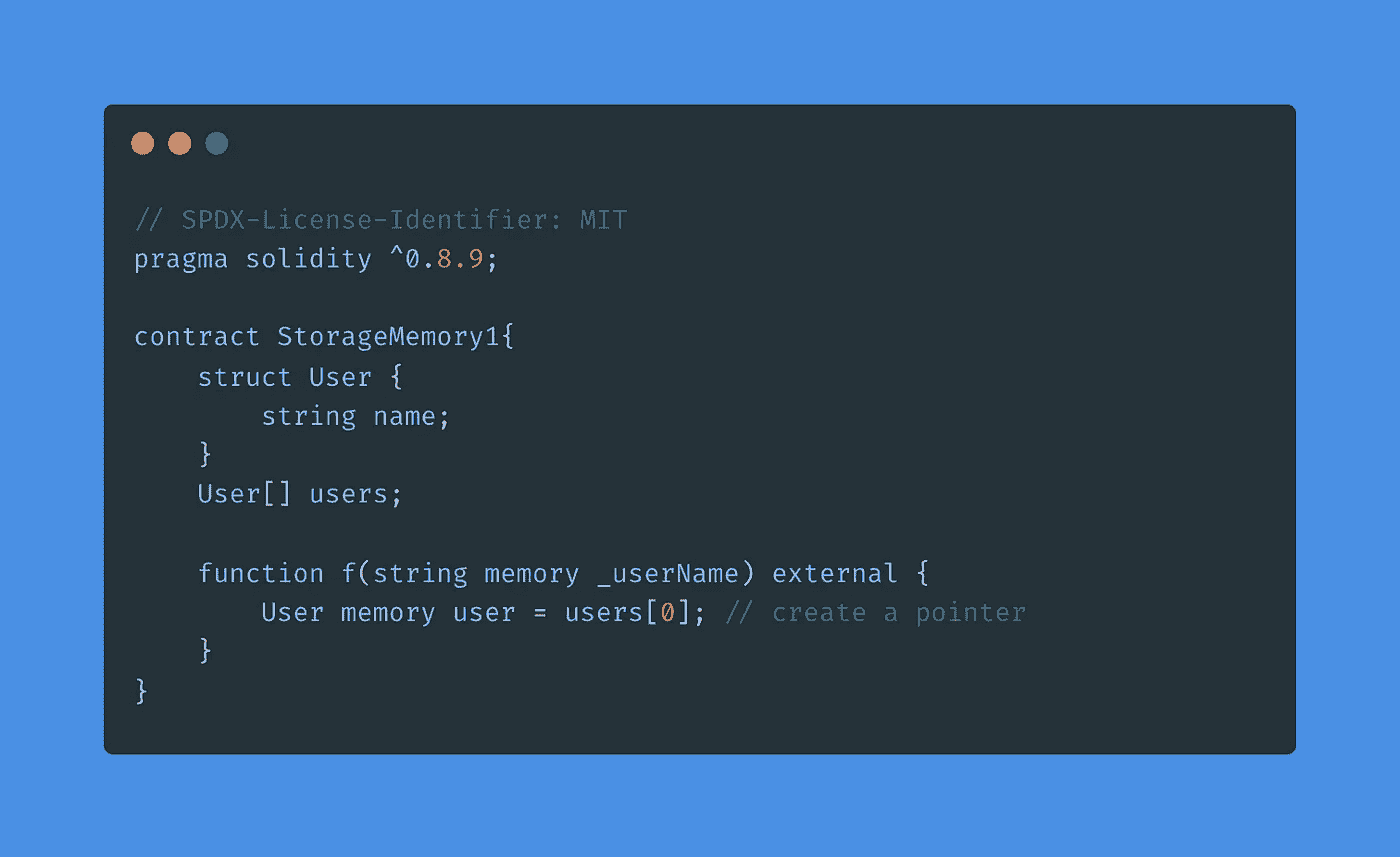 // SPDX-License-Identifier: MIT
pragma solidity ^0.8.9;
contract StorageMemory1{
    struct User {
        string name;
    }
    User[] users;
    function f(string memory _userName) external {
        User memory user = users[0]; // create a pointer
    }
}